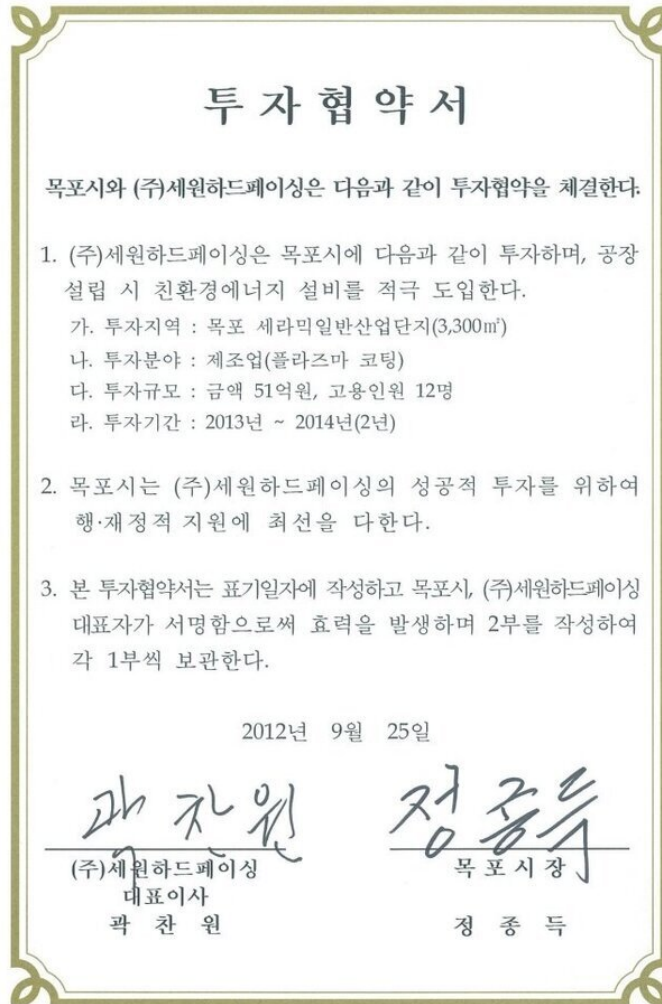 투자협약서
목포시와 (주)세원하드페이싱은 다음과 같이 투자협약을 체결한다.
1. (주)세원하드페이싱은 목포시에 다음과 같이 투자하며, 공장
설립 시 친환경에너지 설비를 적극 도입한다.
가. 투자지역 : 목포 세라믹일반산업단지(3,300㎡)
나. 투자분야 : 제조업(플라즈마 코팅)
다. 투자규모 : 금액 51억원, 고용인원 12명
라. 투자기간 : 2013년 ~ 2014년(2년)
2. 목포시는 (주)세원하드페이싱의 성공적 투자를 위하여
행·재정적 지원에 최선을 다한다.
3. 본 투자협약서는 표기일자에 작성하고 목포시, (주)세원하드페이싱
대표자가 서명함으로써 효력을 발생하며 2부를 작성하여
각 1부씩 보관한다.
2012년 9월 25일
곽찬원 정종득
(주)세원하드페이싱 목포시장
대표이사
곽찬원 정종득